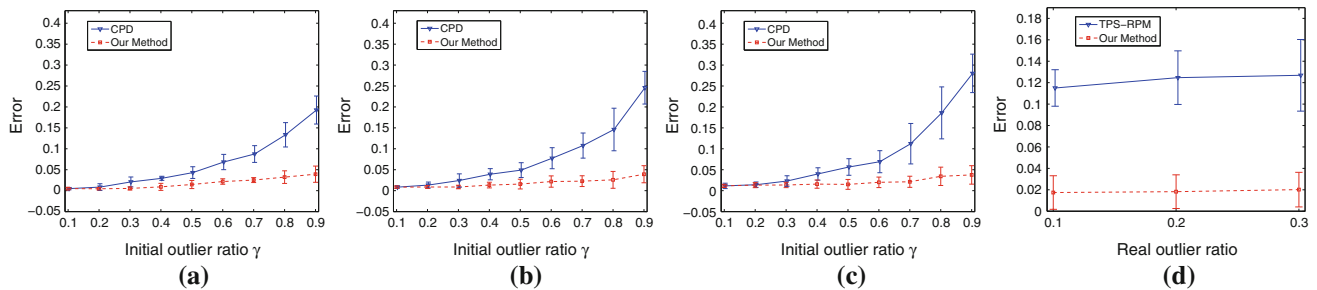 0.4
0.35
0.3
0.25
0.2
0.15
0.1
0.05
0
−0.05
Error
CPD
Our Method
0.1 0.2 0.3 0.4 0.5 0.6 0.7 0.8 0.9
Initial outlier ratio γ
(a)
0.4
0.35
0.3
0.25
0.2
0.15
0.1
0.05
0
−0.05
Error
CPD
Our Method
0.1 0.2 0.3 0.4 0.5 0.6 0.7 0.8 0.9
Initial outlier ratio γ
(b)
0.4
0.35
0.3
0.25
0.2
0.15
0.1
0.05
0
−0.05
Error
CPD
Our Method
0.1 0.2 0.3 0.4 0.5 0.6 0.7 0.8 0.9
Initial outlier ratio γ
(c)
0.18
0.16
0.14
0.12
0.1
0.08
0.06
0.04
0.02
0
Error
TPS−RPM
Our Method
0.1 0.2 0.3
Real outlier ratio
(d)